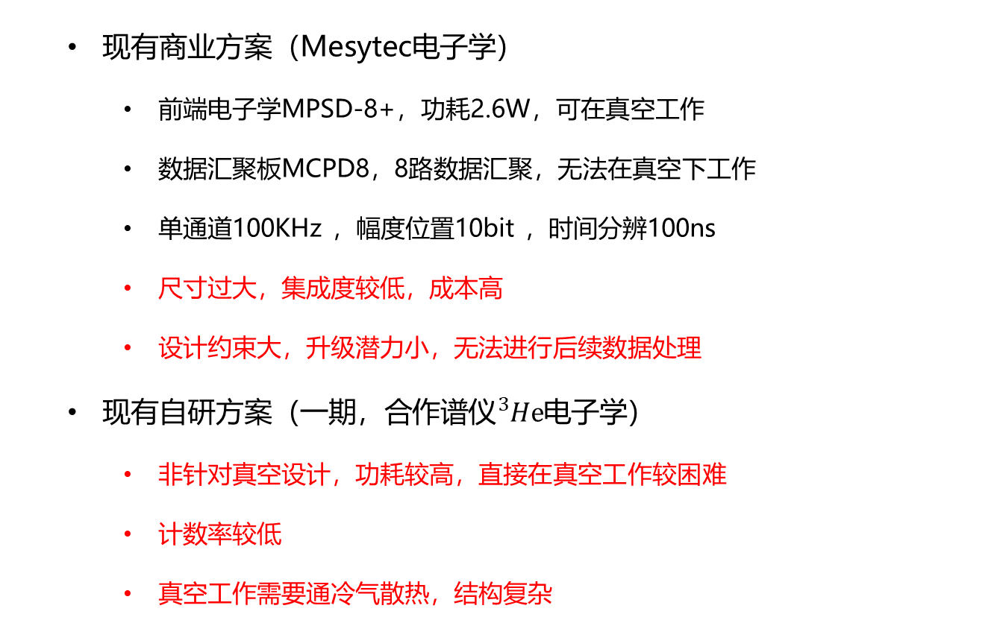 • 现有商业方案（Mesytec电子学）
• 前端电子学MPSD-8+，功耗2.6W，可在真空工作
• 数据汇聚板MCPD8，8路数据汇聚，无法在真空下工作
• 单通道100KHz ，幅度位置10bit ，时间分辨100ns
• 尺寸过大，集成度较低，成本高
• 设计约束大，升级潜力小，无法进行后续数据处理
• 现有自研方案（一期，合作谱仪³He电子学）
• 非针对真空设计，功耗较高，直接在真空工作较困难
• 计数率较低
• 真空工作需要通冷气散热，结构复杂